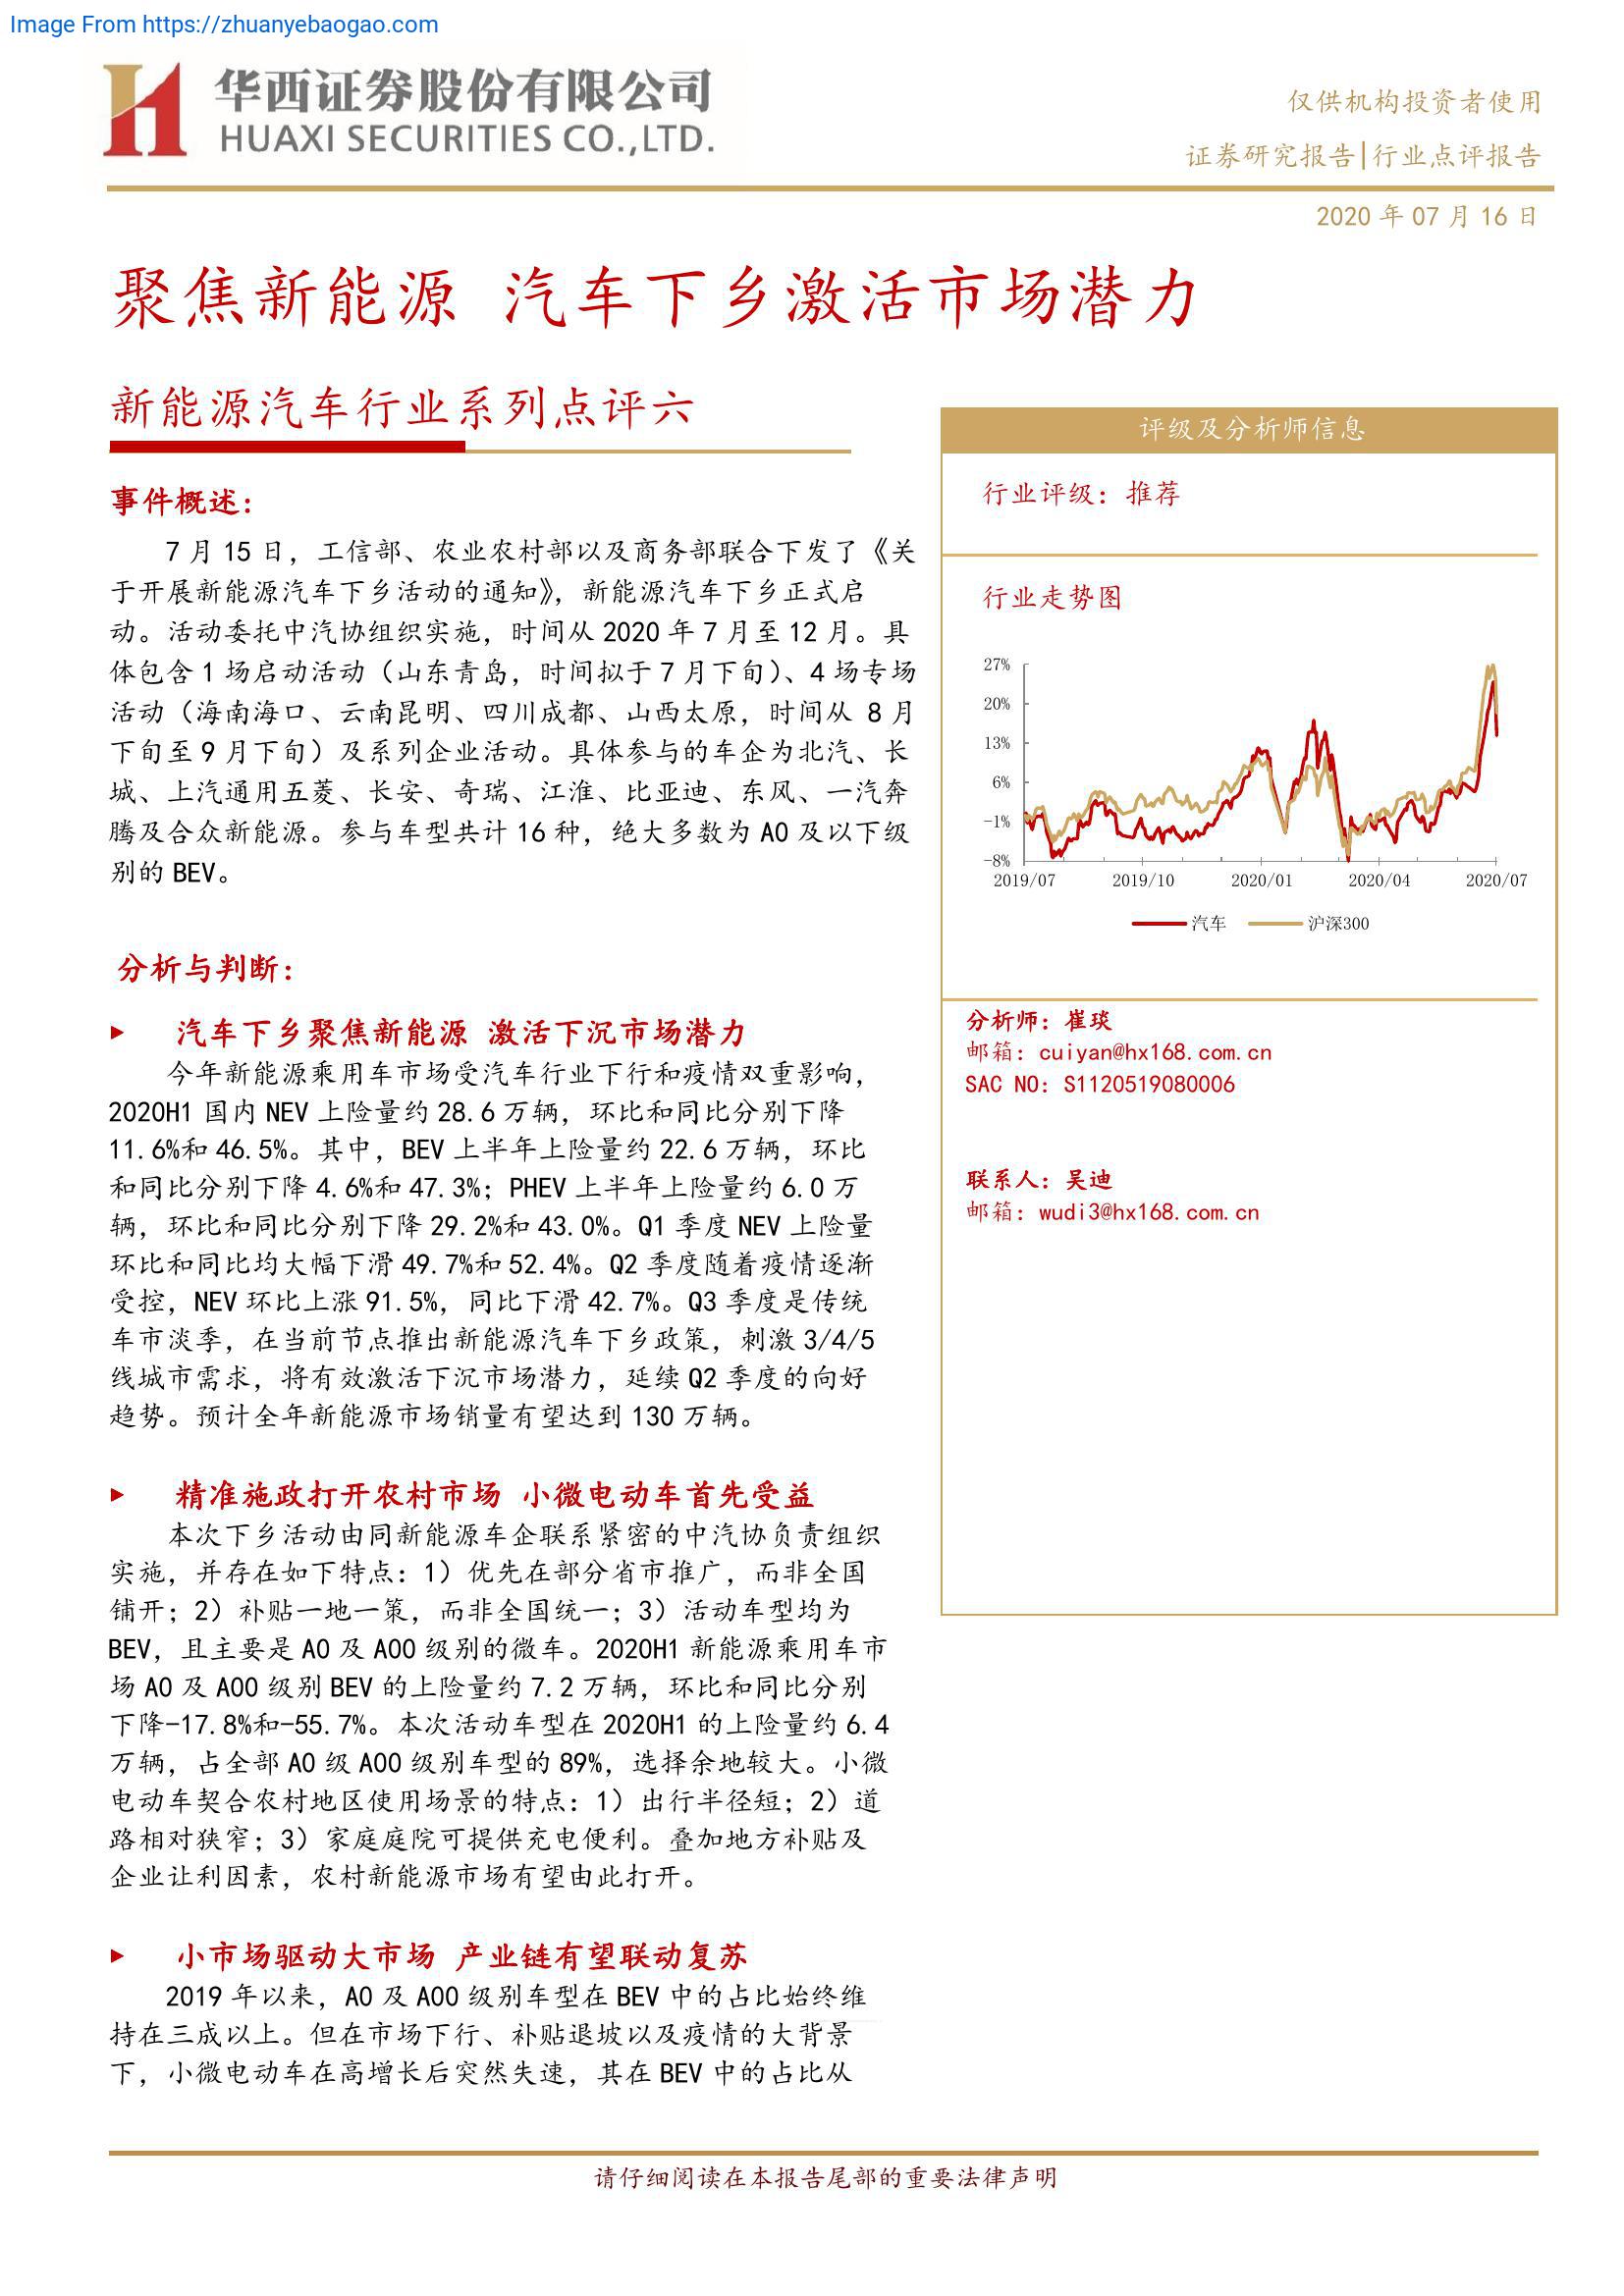 Image From https://zhuanyebaogao.com
华西证券股份有限公司
HUAXI SECURITIES CO.,LTD.
仅供机构投资者使用
证券研究报告|行业点评报告
2020 年 07 月 16 日
聚焦新能源 汽车下乡激活市场潜力
新能源汽车行业系列点评六
事件概述：
7 月 15 日，工信部、农业农村部以及商务部联合下发了《关
于开展新能源汽车下乡活动的通知》，新能源汽车下乡正式启
动。活动委托中汽协组织实施，时间从 2020 年 7 月至 12 月。具
体包含 1 场启动活动（山东青岛，时间拟于 7 月下旬）、4 场专场
活动（海南海口、云南昆明、四川成都、山西太原，时间从 8 月
下旬至 9 月下旬）及系列企业活动。具体参与的车企为北汽、长
城、上汽通用五菱、长安、奇瑞、江淮、比亚迪、东风、一汽奔
腾及合众新能源。参与车型共计 16 种，绝大多数为 A0 及以下级
别的 BEV。
分析与判断：
► 汽车下乡聚焦新能源 激活下沉市场潜力
今年新能源乘用车市场受汽车行业下行和疫情双重影响，
2020H1 国内 NEV 上险量约 28.6 万辆，环比和同比分别下降
11.6%和 46.5%。其中，BEV 上半年上险量约 22.6 万辆，环比
和同比分别下降 4.6%和 47.3%；PHEV 上半年上险量约 6.0 万
辆，环比和同比分别下降 29.2%和 43.0%。Q1 季度 NEV 上险量
环比和同比均大幅下滑 49.7%和 52.4%。Q2 季度随着疫情逐渐
受控，NEV 环比上涨 91.5%，同比下滑 42.7%。Q3 季度是传统
车市淡季，在当前节点推出新能源汽车下乡政策，刺激 3/4/5
线城市需求，将有效激活下沉市场潜力，延续 Q2 季度的向好
趋势。预计全年新能源市场销量有望达到 130 万辆。
► 精准施政打开农村市场 小微电动车首先受益
本次下乡活动由同新能源车企联系紧密的中汽协负责组织
实施，并存在如下特点：1）优先在部分省市推广，而非全国
铺开；2）补贴一地一策，而非全国统一；3）活动车型均为
BEV，且主要是 A0 及 A00 级别的微车。2020H1 新能源乘用车市
场 A0 及 A00 级别 BEV 的上险量约 7.2 万辆，环比和同比分别
下降-17.8%和-55.7%。本次活动车型在 2020H1 的上险量约 6.4
万辆，占全部 A0 级 A00 级别车型的 89%，选择余地较大。小微
电动车契合农村地区使用场景的特点：1）出行半径短；2）道
路相对狭窄；3）家庭庭院可提供充电便利。叠加地方补贴及
企业让利因素，农村新能源市场有望由此打开。
► 小市场驱动大市场 产业链有望联动复苏
2019 年以来，A0 及 A00 级别车型在 BEV 中的占比始终维
持在三成以上。但在市场下行、补贴退坡以及疫情的大背景
下，小微电动车在高增长后突然失速，其在 BEV 中的占比从
评级及分析师信息
行业评级：推荐
行业走势图
27%
20%
13%
6%
-1%
-8%
2019/07 2019/10 2020/01 2020/04 2020/07
汽车 沪深300
分析师：崔琰
邮箱：cuiyan@hx168.com.cn
SAC NO：S1120519080006
联系人：吴迪
邮箱：wudi3@hx168.com.cn
请仔细阅读在本报告尾部的重要法律声明